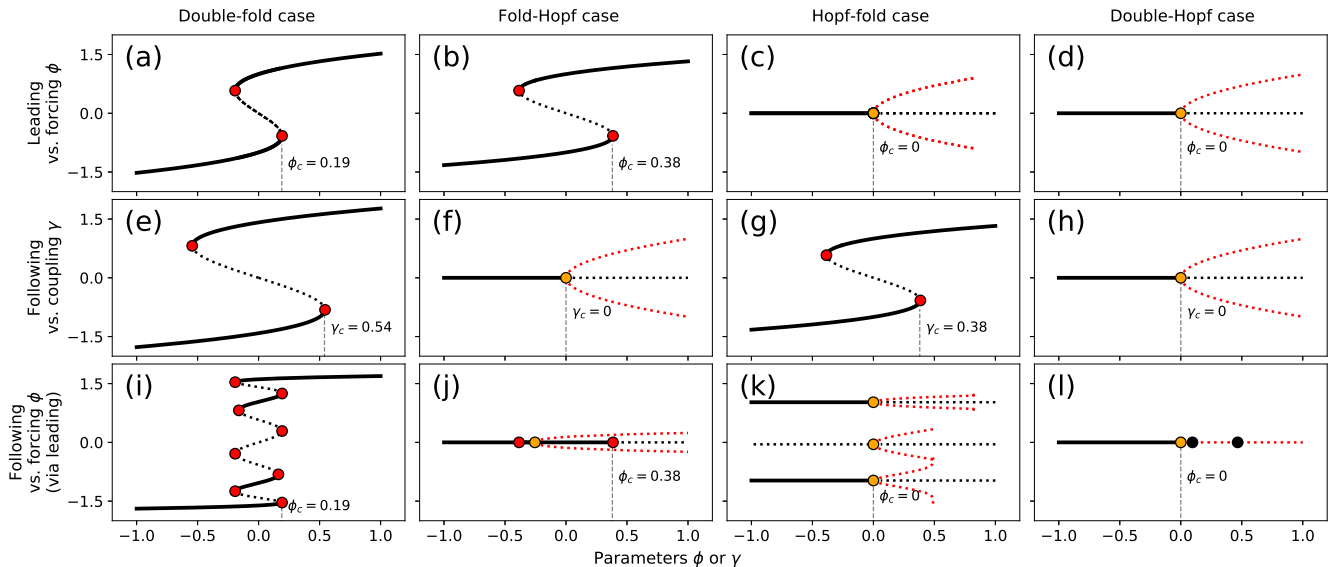 Double-fold case
Fold-Hopf case
Hopf-fold case
Double-Hopf case
Leading
vs. forcing ϕ
1.5
0.0
−1.5
(a)
ϕc = 0.19
(b)
ϕc = 0.38
(c)
ϕc = 0
(d)
ϕc = 0
Following
vs. coupling γ
1.5
0.0
−1.5
(e)
γc = 0.54
(f)
γc = 0
(g)
γc = 0.38
(h)
γc = 0
Following
vs. forcing ϕ
(via leading)
1.5
0.0
−1.5
(i)
ϕc = 0.19
(j)
ϕc = 0.38
(k)
ϕc = 0
(l)
ϕc = 0
−1.0 −0.5 0.0 0.5 1.0
−1.0 −0.5 0.0 0.5 1.0
−1.0 −0.5 0.0 0.5 1.0
−1.0 −0.5 0.0 0.5 1.0
Parameters ϕ or γ